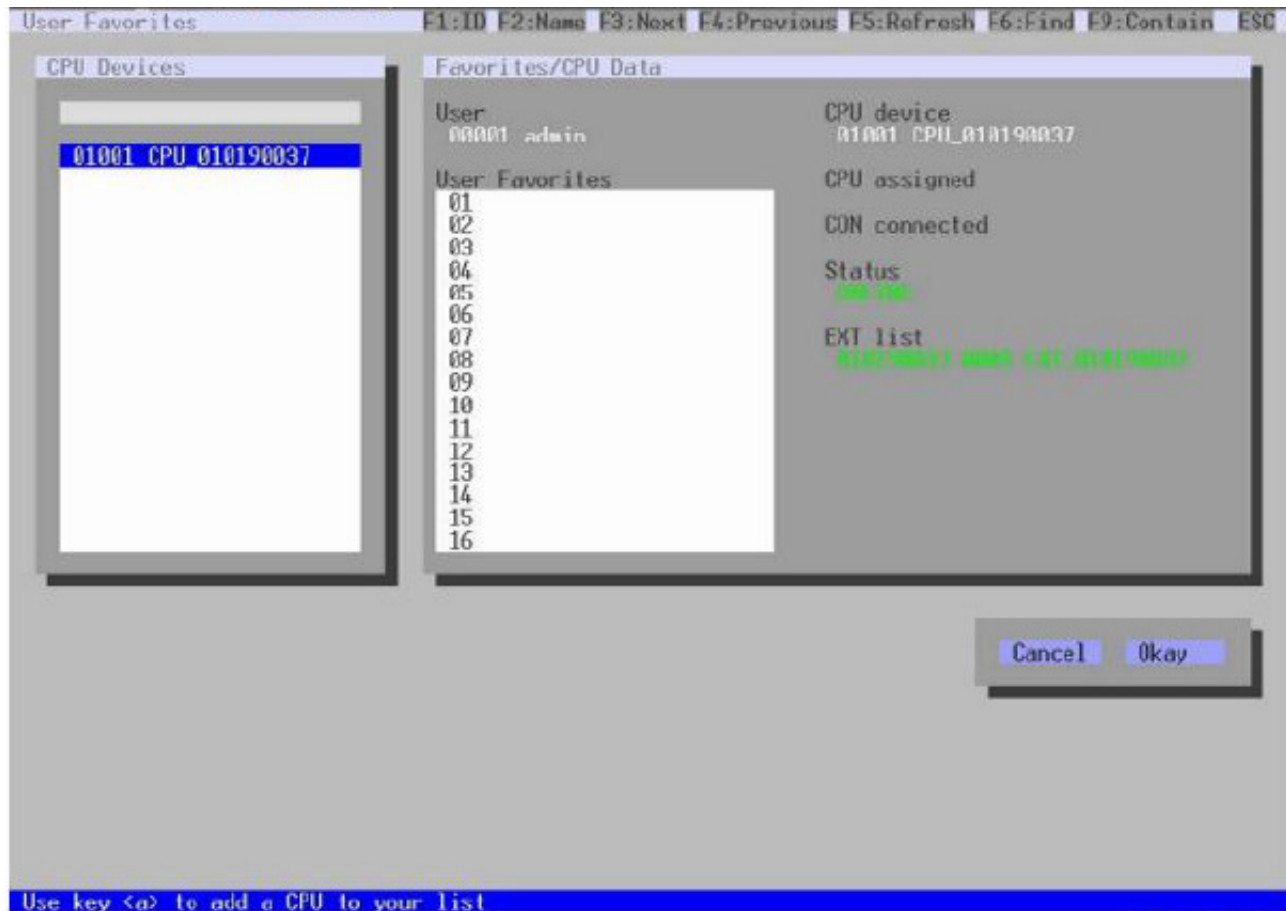 User Favorites F1:ID F2:Name F3:Next F4:Previous F5:Refresh F6:Find F9:Contain ESC
CPU Devices
01001 CPU_010190037
Favorites/CPU Data
User
00001 admin
User Favorites
01
02
03
04
05
06
07
08
09
10
11
12
13
14
15
16
CPU device
01001 CPU_010190037
CPU assigned
CON connected
Status
EXT list
Cancel Okay
Use key <a> to add a CPU to your list